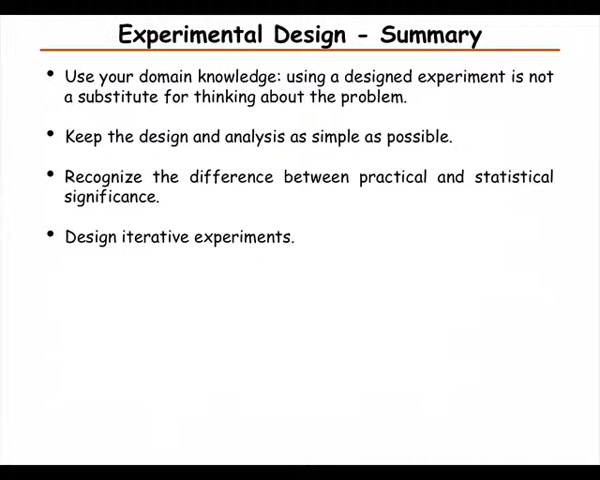 Experimental Design - Summary
• Use your domain knowledge: using a designed experiment is not
a substitute for thinking about the problem.
• Keep the design and analysis as simple as possible.
• Recognize the difference between practical and statistical
significance.
• Design iterative experiments.